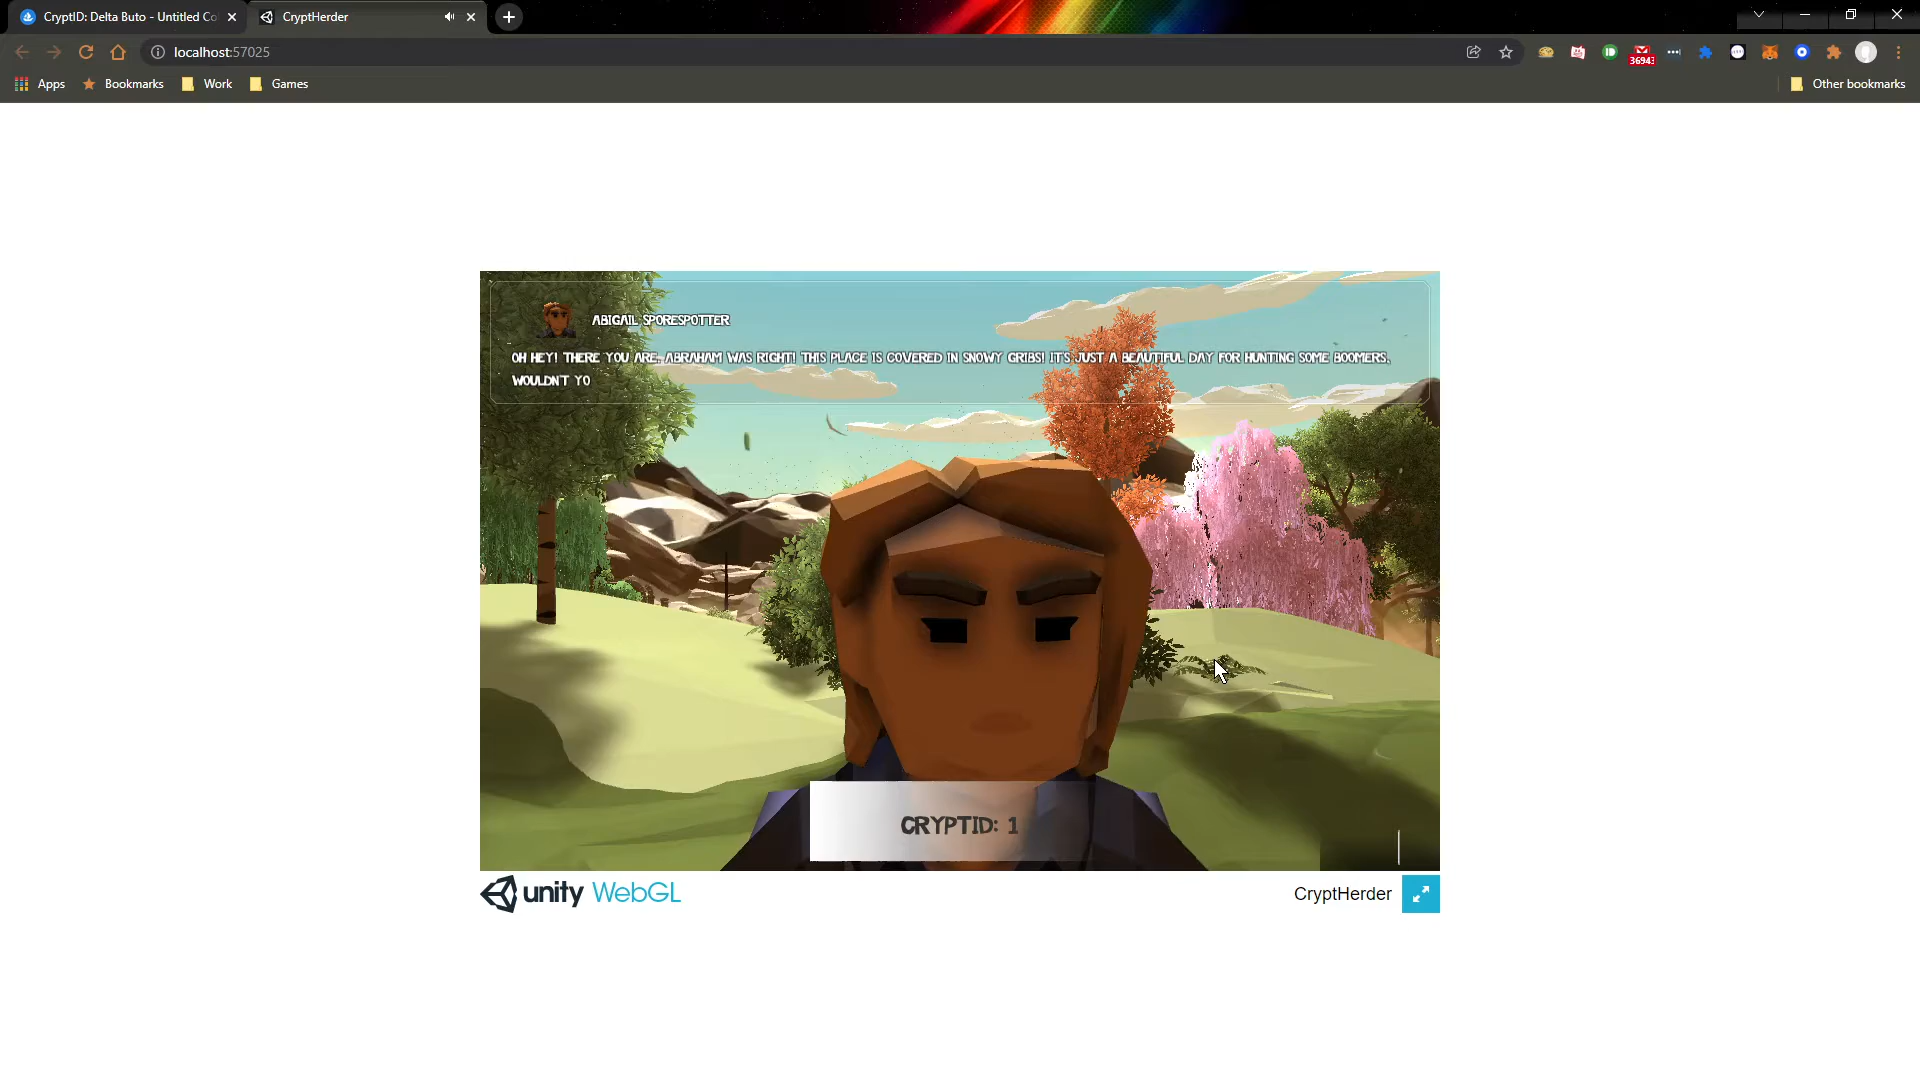 CryptID: Delta Buto - Untitled Co
CryptHerder
localhost:57025
36943
Apps
Bookmarks
Work
Games
Other bookmarks
ABIGAIL SPORESPOTTER
OH HEY! THERE YOU ARE, ABRAHAM WAS RIGHT! THIS PLACE IS COVERED IN SNOWY GRIBS! IT'S JUST A BEAUTIFUL DAY FOR HUNTING SOME BOOMERS,
WOULDN'T YO
CRYPTID: 1
unity WebGL
CryptHerder